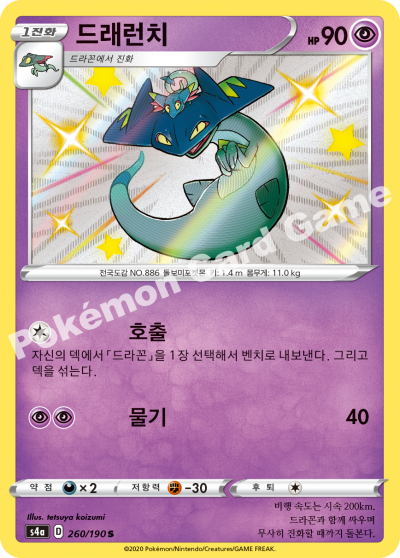 1진화
드래런치
HP 90
드라꼰에서 진화
전국도감 NO.886 돌보미포켓몬 키: 1.4 m 몸무게: 11.0 kg
Pokémon Card Game
호출
자신의 덱에서 「드라꼰」을 1장 선택해서 벤치로 내보낸다. 그리고
덱을 섞는다.
물기 40
약점 ×2 저항력 -30 후퇴
Illus. tetsuya koizumi
s4a D 260/190 S
비행 속도는 시속 200km.
드라꼰과 함께 싸우며
무사히 진화할 때까지 돌본다.
©2020 Pokémon/Nintendo/Creatures/GAME FREAK.